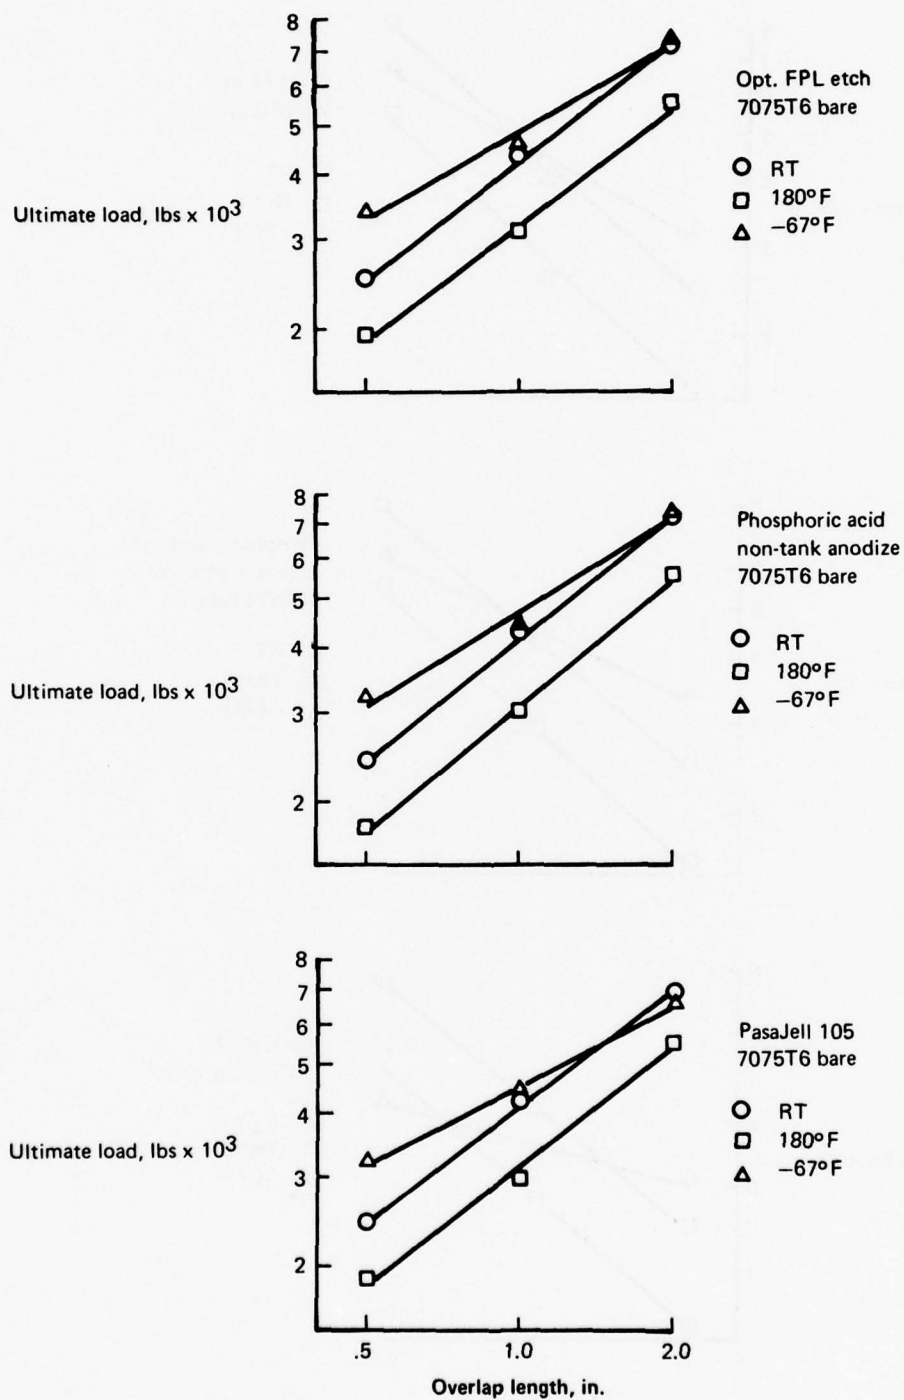 8
7
6
5
4
3
2
Ultimate load, lbs x 10³
Opt. FPL etch
7075T6 bare
RT
180°F
−67°F
8
7
6
5
4
3
2
Ultimate load, lbs x 10³
Phosphoric acid
non-tank anodize
7075T6 bare
RT
180°F
−67°F
8
7
6
5
4
3
2
Ultimate load, lbs x 10³
PasaJell 105
7075T6 bare
RT
180°F
−67°F
.5 1.0 2.0
Overlap length, in.